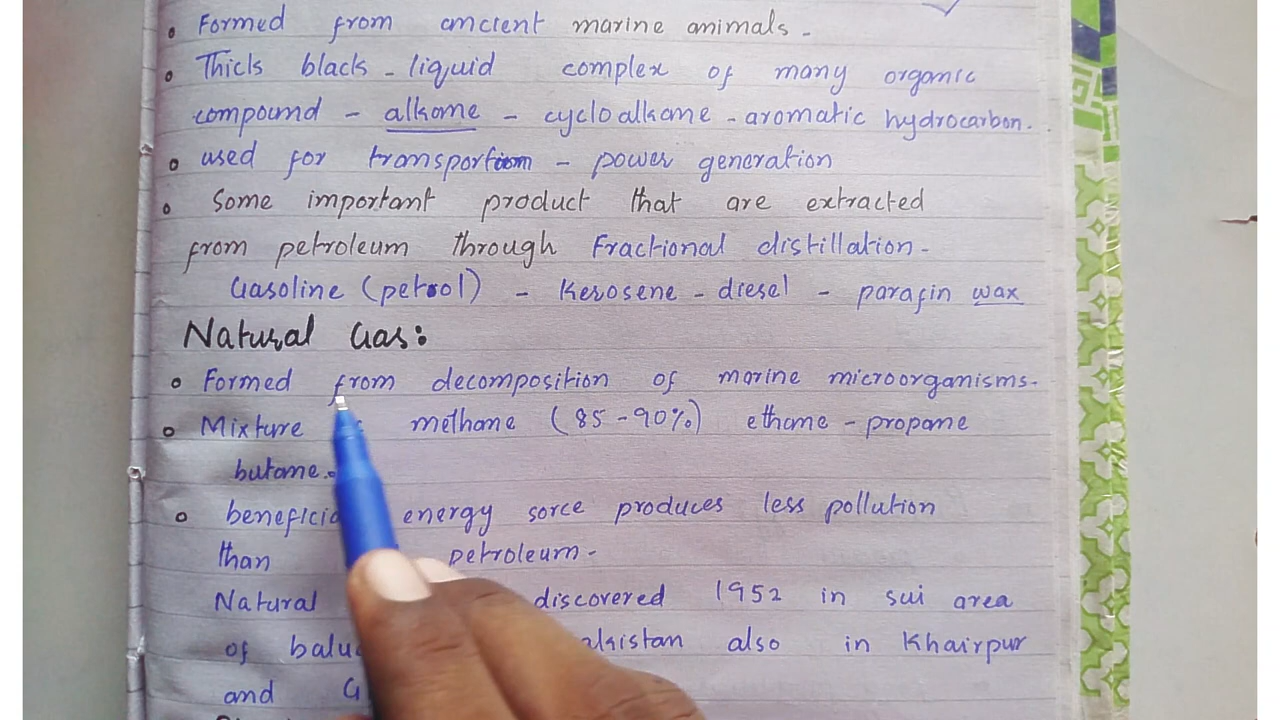 Formed from ancient marine animals.
Thick black - liquid complex of many organic
compound - alkane - cycloalkane - aromatic hydrocarbon.
used for transportion - power generation
Some important product that are extracted
from petroleum through Fractional distillation -
Gasoline (petrol) - Kerosene - diesel - parafin wax
Natural Gas:
Formed from decomposition of marine microorganisms.
Mixture methane (85-90%) ethane - propane
butane.
energy sorce produces less pollution
than petroleum -
Natural discovered 1952 in sui area
of also in Khairpur
and